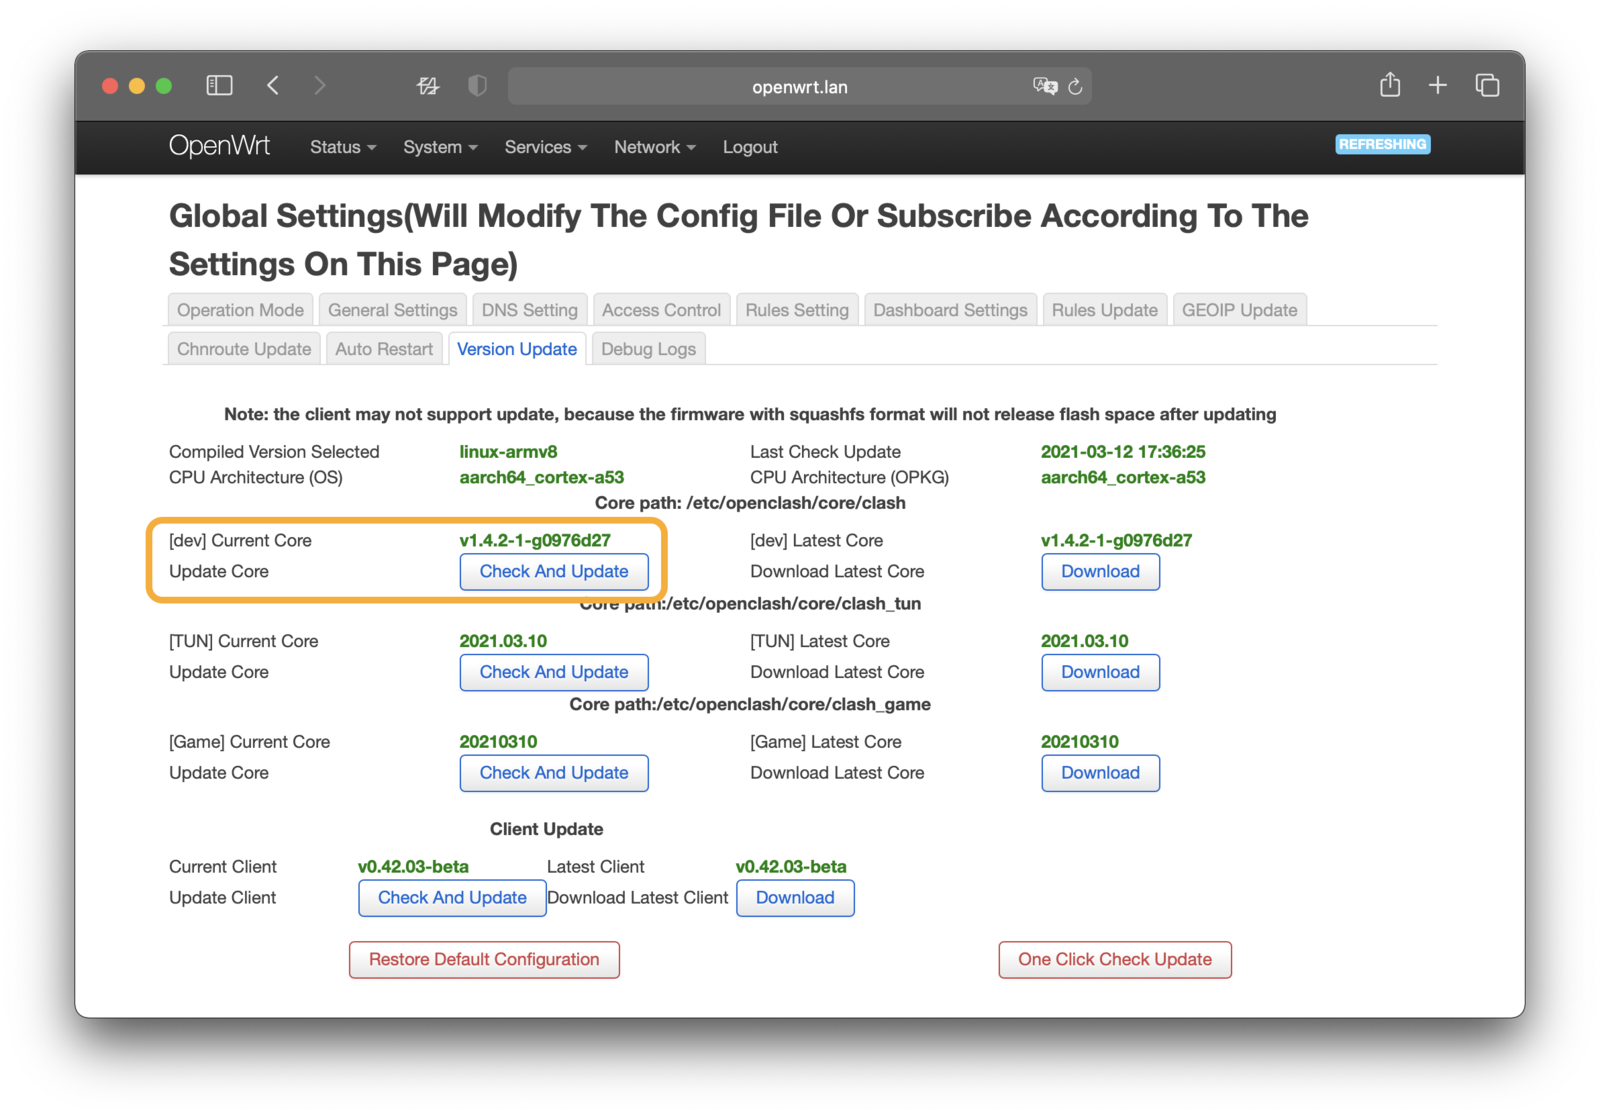 openwrt.lan
OpenWrt Status System Services Network Logout REFRESHING
Global Settings(Will Modify The Config File Or Subscribe According To The
Settings On This Page)
Operation Mode General Settings DNS Setting Access Control Rules Setting Dashboard Settings Rules Update GEOIP Update
Chnroute Update Auto Restart Version Update Debug Logs
Note: the client may not support update, because the firmware with squashfs format will not release flash space after updating
Compiled Version Selected linux-armv8 Last Check Update 2021-03-12 17:36:25
CPU Architecture (OS) aarch64_cortex-a53 CPU Architecture (OPKG) aarch64_cortex-a53
Core path: /etc/openclash/core/clash
[dev] Current Core v1.4.2-1-g0976d27 [dev] Latest Core v1.4.2-1-g0976d27
Update Core Check And Update Download Latest Core Download
Core path:/etc/openclash/core/clash_tun
[TUN] Current Core 2021.03.10 [TUN] Latest Core 2021.03.10
Update Core Check And Update Download Latest Core Download
Core path:/etc/openclash/core/clash_game
[Game] Current Core 20210310 [Game] Latest Core 20210310
Update Core Check And Update Download Latest Core Download
Client Update
Current Client v0.42.03-beta Latest Client v0.42.03-beta
Update Client Check And Update Download Latest Client Download
Restore Default Configuration One Click Check Update